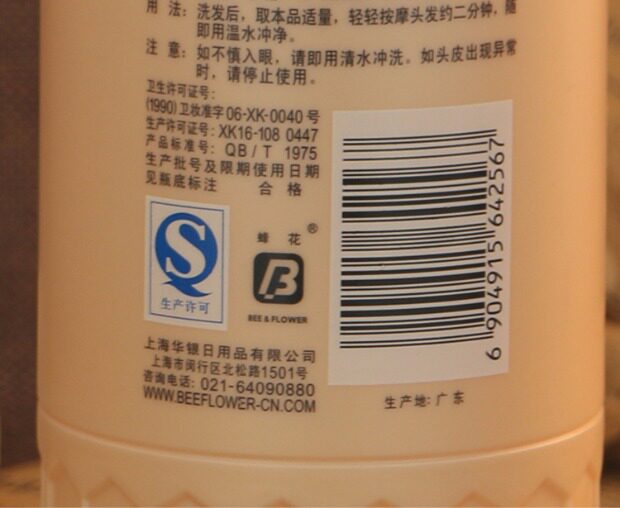 用 法：洗发后，取本品适量，轻轻按摩头发约二分钟，随
即用温水冲净。
注 意：如不慎入眼，请即用清水冲洗。如头皮出现异常
时，请停止使用。
卫生许可证号：
(1990) 卫妆准字 06-XK-0040 号
生产许可证号：XK16-108 0447
产品标准号：QB/T 1975
生产批号及限期使用日期
见瓶底标注 合格
生产许可
蜂花®
BEE & FLOWER
上海华银日用品有限公司
上海市闵行区北松路1501号
咨询电话：021-64090880
WWW.BEEFLOWER-CN.COM
6 904915 642567
生产地：广东